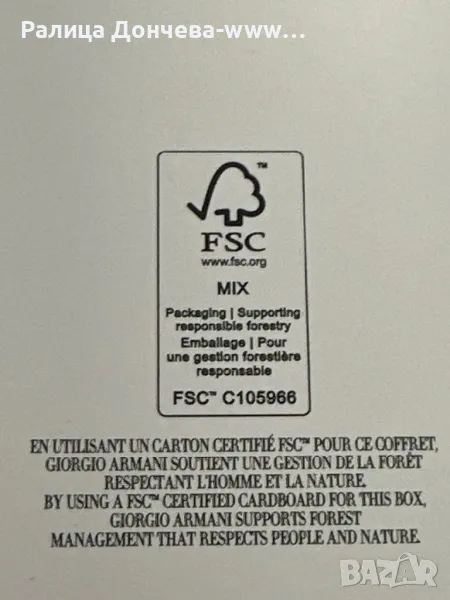 Ралица Дончева-www...
FSC™
www.fsc.org
MIX
Packaging | Supporting
responsible forestry
Emballage | Pour
une gestion forestière
responsable
FSC™ C105966
EN UTILISANT UN CARTON CERTIFIÉ FSC™ POUR CE COFFRET,
GIORGIO ARMANI SOUTIENT UNE GESTION DE LA FORÊT
RESPECTANT L'HOMME ET LA NATURE.
BY USING A FSC™ CERTIFIED CARDBOARD FOR THIS BOX,
GIORGIO ARMANI SUPPORTS FOREST
MANAGEMENT THAT RESPECTS PEOPLE AND NATURE.
BAZAR